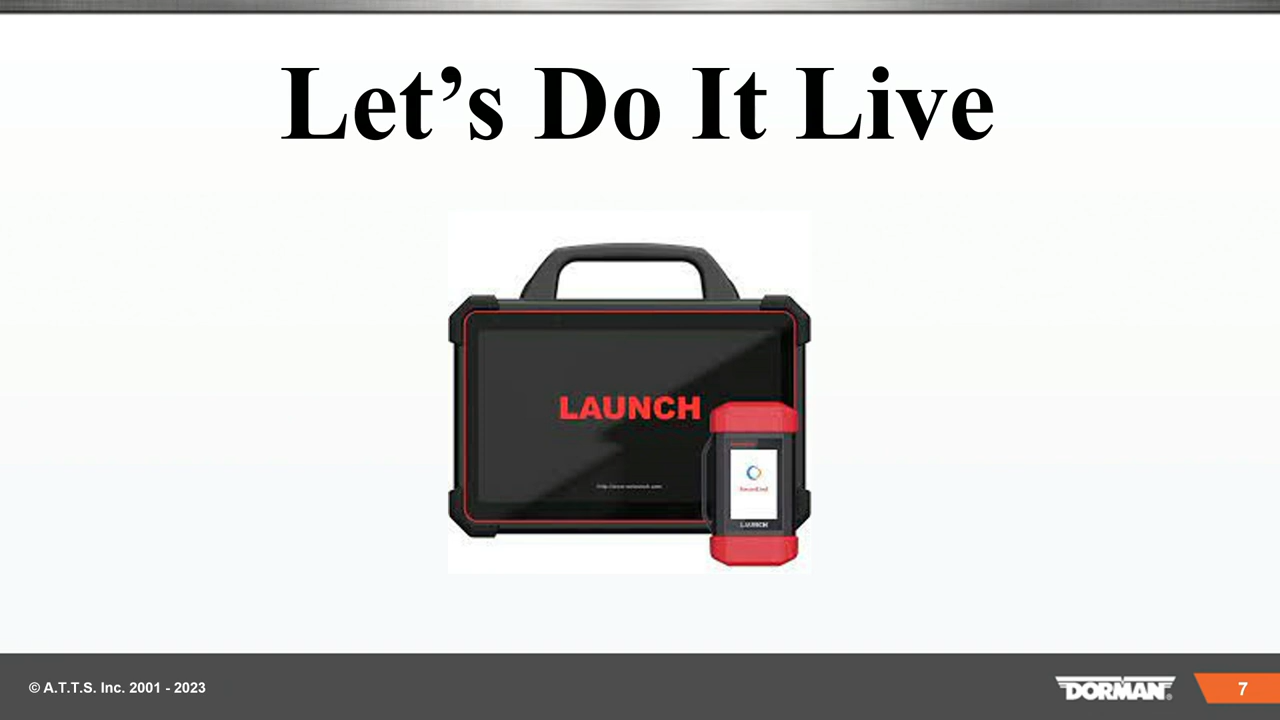 Let’s Do It Live
LAUNCH
LAUNCH
© A.T.T.S. Inc. 2001 - 2023
DORMAN®
7